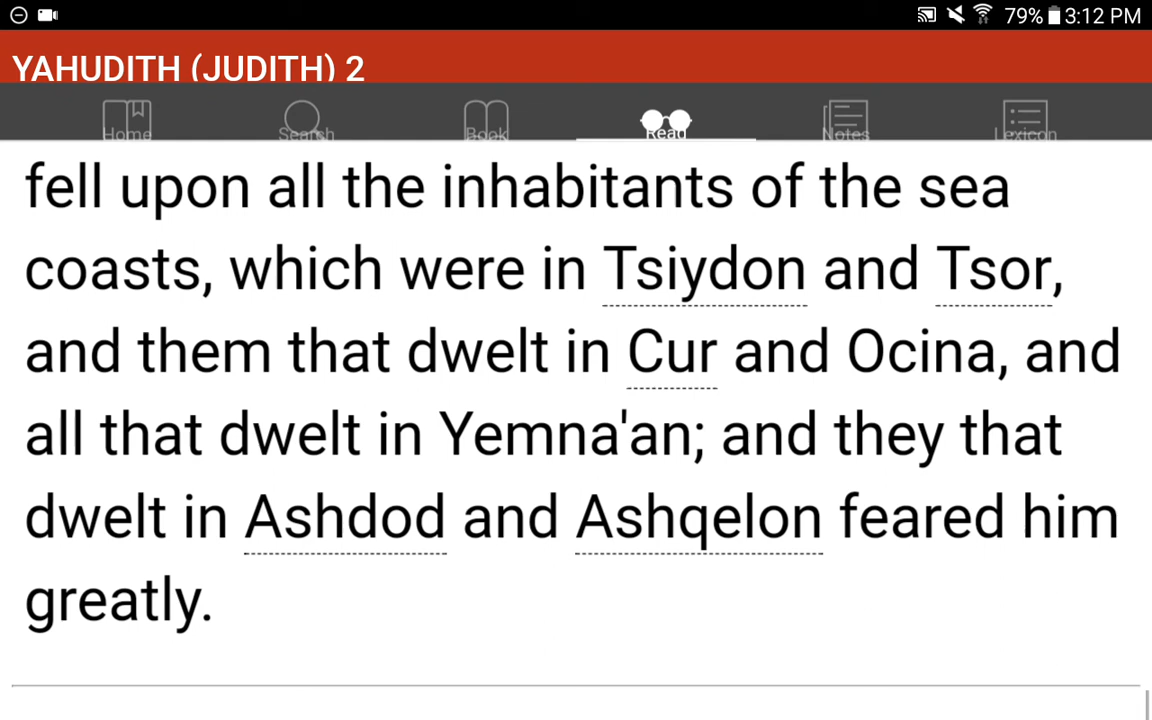 79% 3:12 PM
YAHUDITH (JUDITH) 2
Home Search Book Read Notes Lexicon
fell upon all the inhabitants of the sea
coasts, which were in Tsiydon and Tsor,
and them that dwelt in Cur and Ocina, and
all that dwelt in Yemna'an; and they that
dwelt in Ashdod and Ashqelon feared him
greatly.